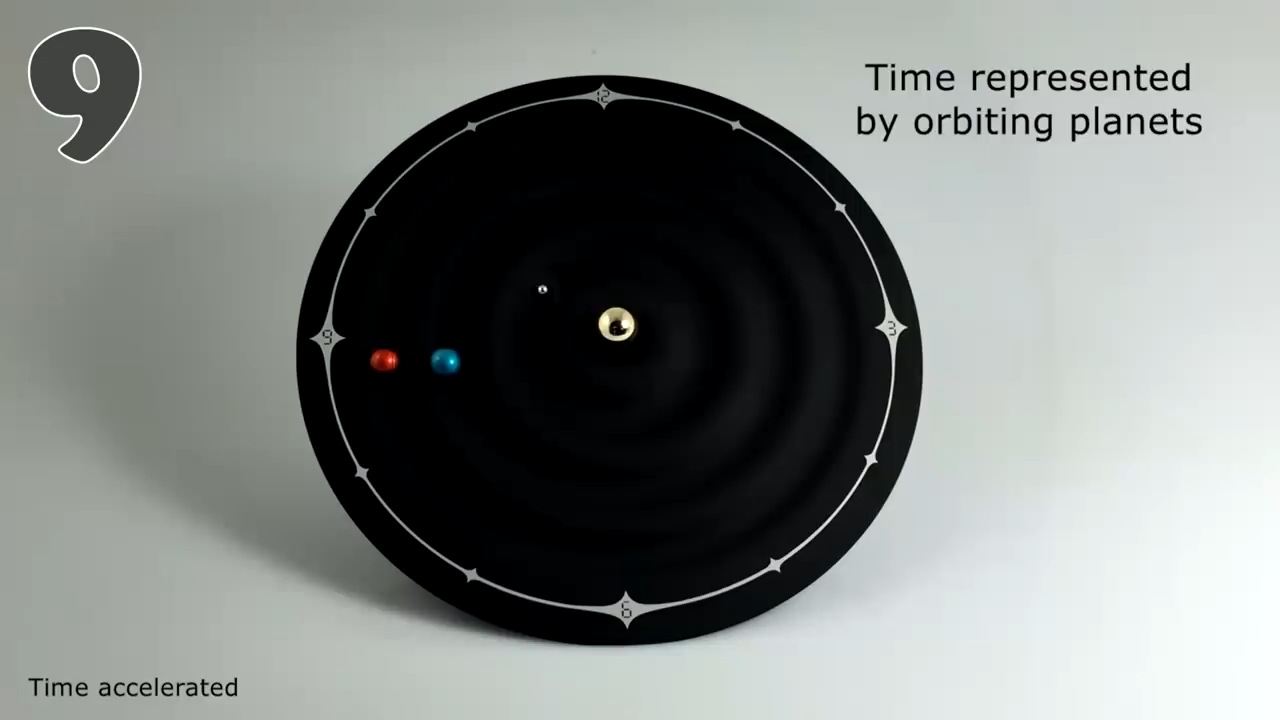 9
Time represented
by orbiting planets
12
9
3
6
Time accelerated